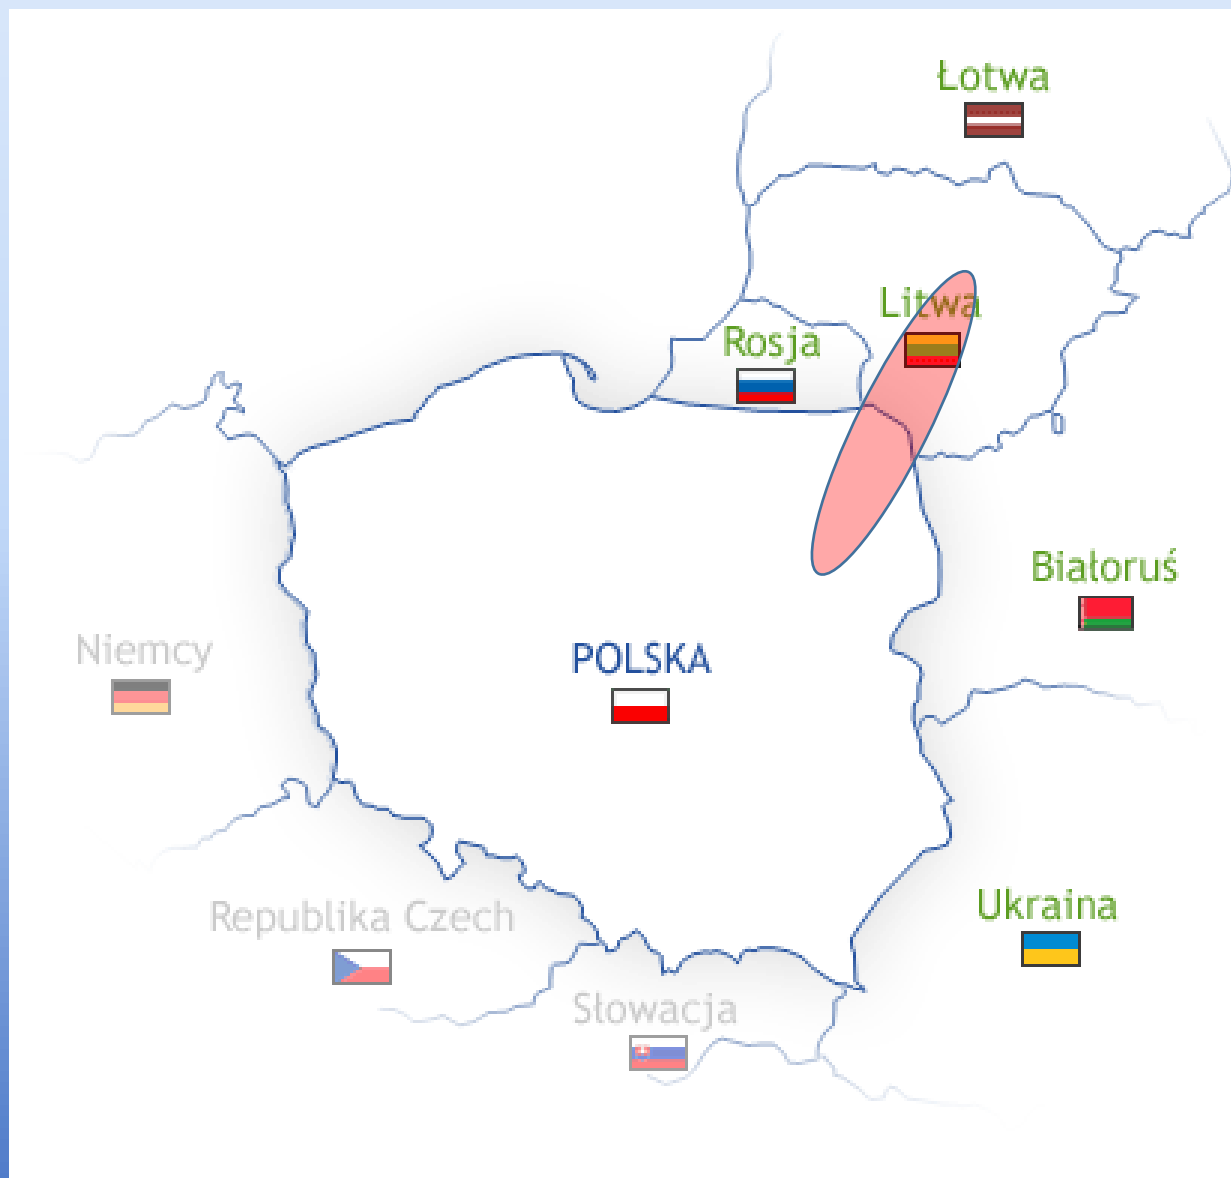 Łotwa
Litwa
Rosja
Białoruś
Niemcy
POLSKA
Ukraina
Republika Czech
Słowacja